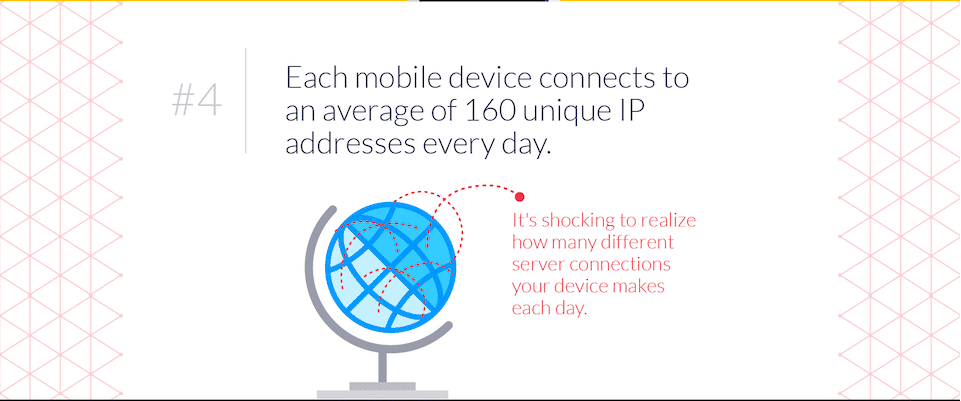 #4
Each mobile device connects to
an average of 160 unique IP
addresses every day.
It's shocking to realize
how many different
server connections
your device makes
each day.